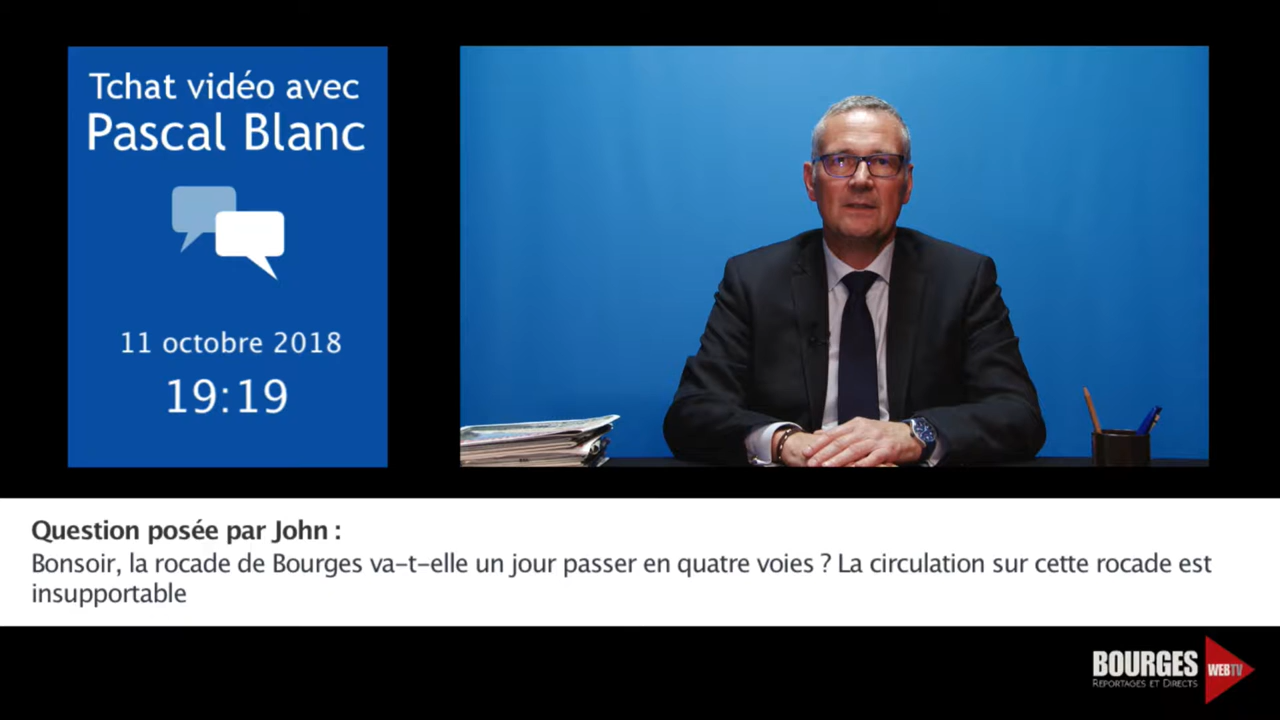 Tchat vidéo avec
Pascal Blanc
11 octobre 2018
19:19
Question posée par John :
Bonsoir, la rocade de Bourges va-t-elle un jour passer en quatre voies ? La circulation sur cette rocade est
insupportable
BOURGES WEBTV
REPORTAGES ET DIRECTS